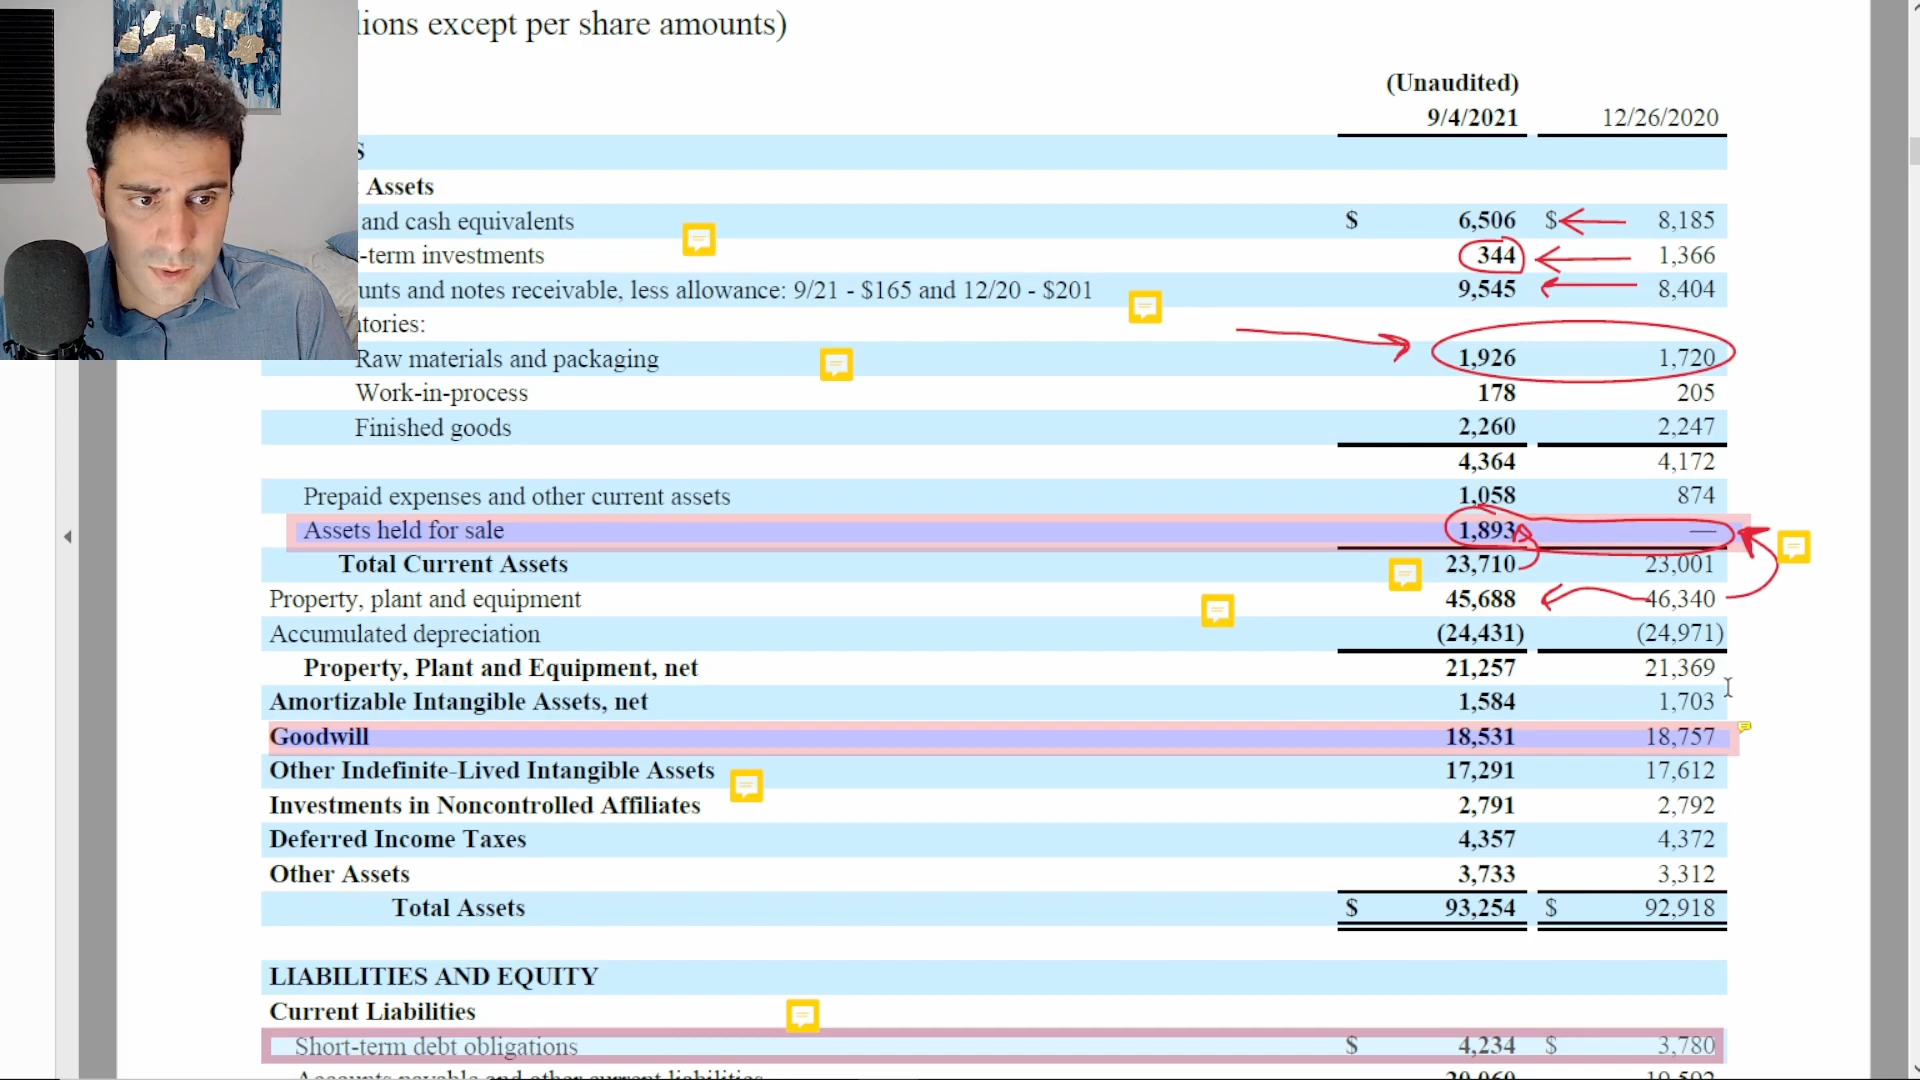 lions except per share amounts)
(Unaudited)
9/4/2021 12/26/2020
S
Assets
and cash equivalents $ 6,506 $ 8,185
-term investments 344 1,366
unts and notes receivable, less allowance: 9/21 - $165 and 12/20 - $201 9,545 8,404
tories:
Raw materials and packaging 1,926 1,720
Work-in-process 178 205
Finished goods 2,260 2,247
4,364 4,172
Prepaid expenses and other current assets 1,058 874
Assets held for sale 1,893 —
Total Current Assets 23,710 23,001
Property, plant and equipment 45,688 46,340
Accumulated depreciation (24,431) (24,971)
Property, Plant and Equipment, net 21,257 21,369
Amortizable Intangible Assets, net 1,584 1,703
Goodwill 18,531 18,757
Other Indefinite-Lived Intangible Assets 17,291 17,612
Investments in Noncontrolled Affiliates 2,791 2,792
Deferred Income Taxes 4,357 4,372
Other Assets 3,733 3,312
Total Assets $ 93,254 $ 92,918
LIABILITIES AND EQUITY
Current Liabilities
Short-term debt obligations $ 4,234 $ 3,780